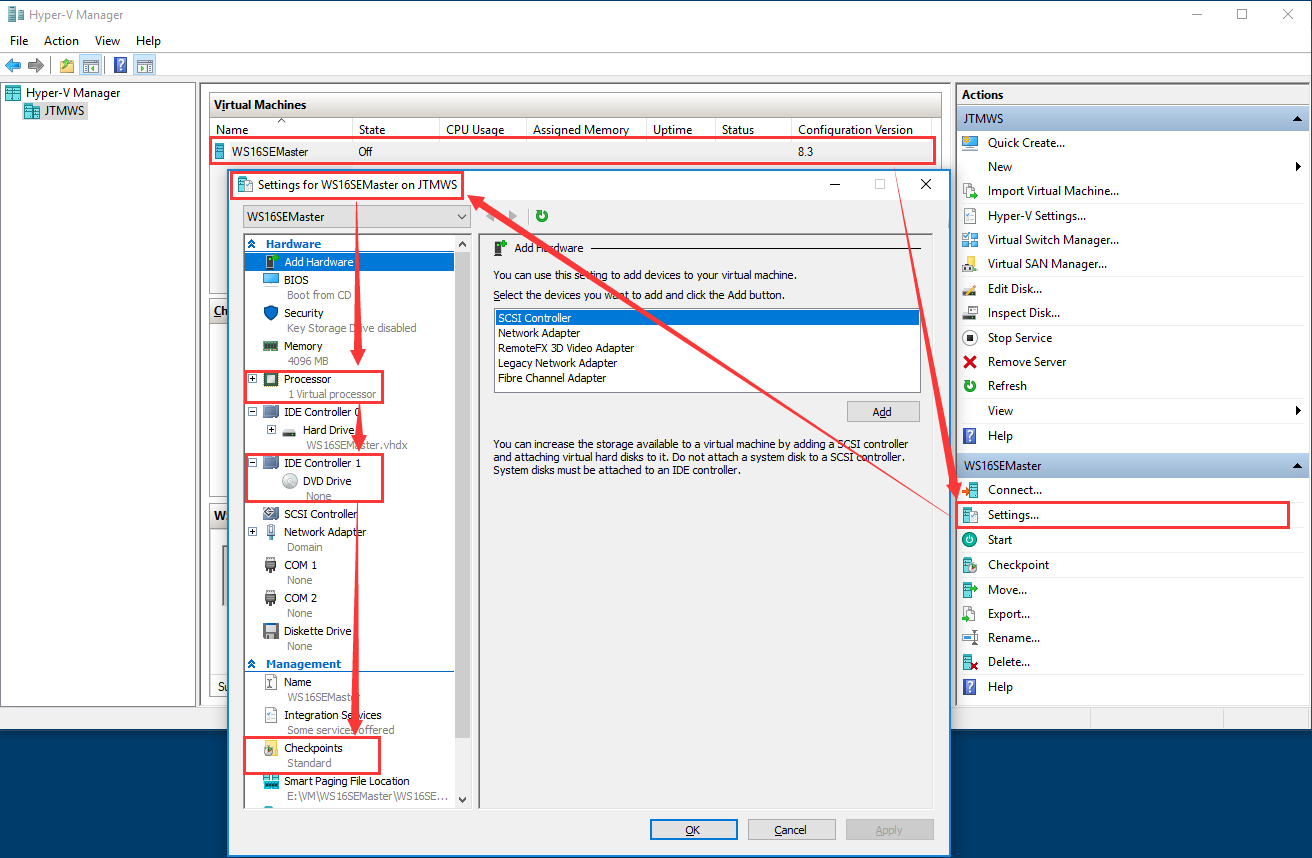 Hyper-V Manager
File Action View Help
Hyper-V Manager
JTMWS
Virtual Machines
Name State CPU Usage Assigned Memory Uptime Status Configuration Version
WS16SEMaster Off 8.3
Settings for WS16SEMaster on JTMWS
WS16SEMaster
Hardware
Add Hardware
BIOS
Boot from CD
Security
Key Storage Drive disabled
Memory
4096 MB
Processor
1 Virtual processor
IDE Controller 0
Hard Drive
WS16SEMaster.vhdx
IDE Controller 1
DVD Drive
None
SCSI Controller
Network Adapter
Domain
COM 1
None
COM 2
None
Diskette Drive
None
Management
Name
WS16SEMaster
Integration Services
Some services offered
Checkpoints
Standard
Smart Paging File Location
E:\VM\WS16SEMaster\WS16SE...
Add Hardware
You can use this setting to add devices to your virtual machine.
Select the devices you want to add and click the Add button.
SCSI Controller
Network Adapter
RemoteFX 3D Video Adapter
Legacy Network Adapter
Fibre Channel Adapter
Add
You can increase the storage available to a virtual machine by adding a SCSI controller
and attaching virtual hard disks to it. Do not attach a system disk to a SCSI controller.
System disks must be attached to an IDE controller.
OK Cancel Apply
Actions
JTMWS
Quick Create...
New
Import Virtual Machine...
Hyper-V Settings...
Virtual Switch Manager...
Virtual SAN Manager...
Edit Disk...
Inspect Disk...
Stop Service
Remove Server
Refresh
View
Help
WS16SEMaster
Connect...
Settings...
Start
Checkpoint
Move...
Export...
Rename...
Delete...
Help